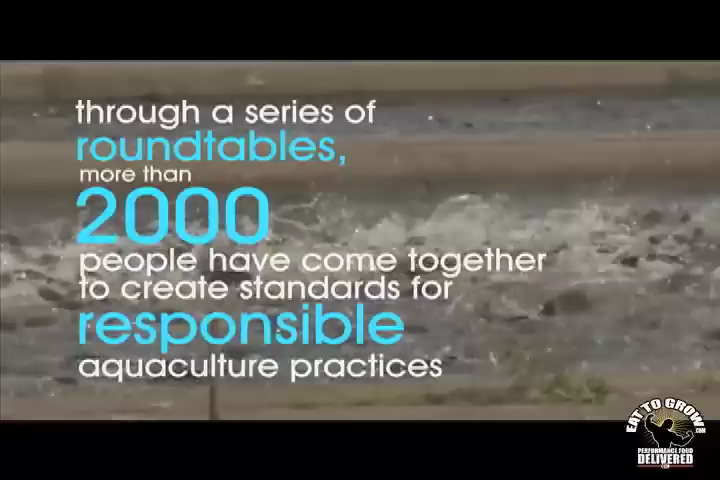 through a series of
roundtables,
more than
2000
people have come together
to create standards for
responsible
aquaculture practices
EAT TO GROW
.COM
PERFORMANCE FOOD
DELIVERED